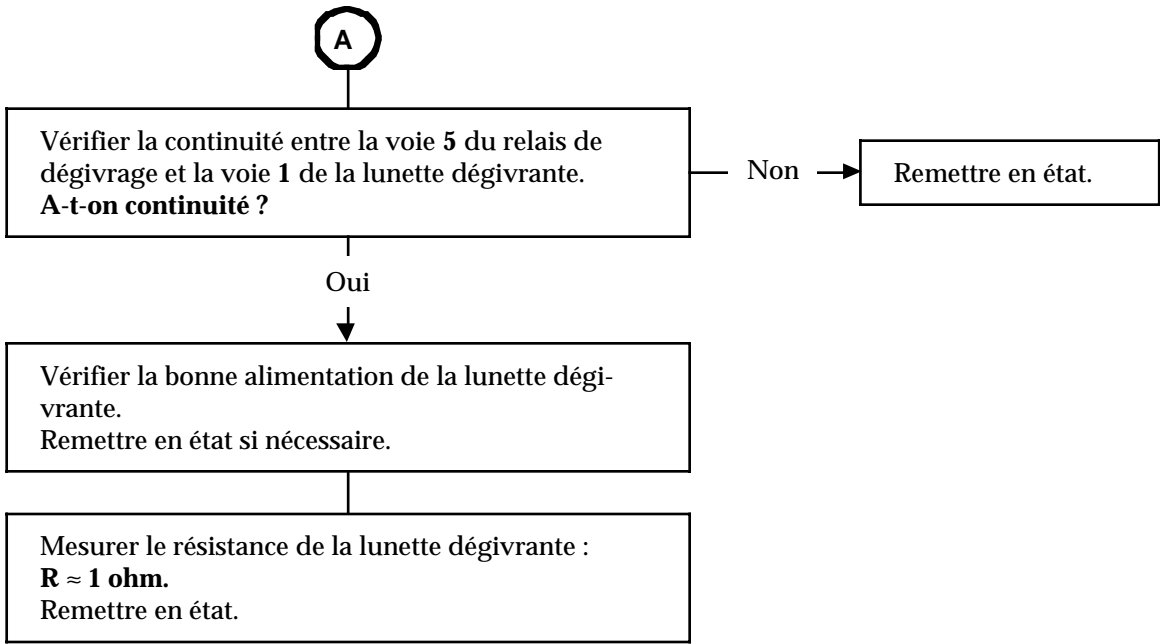 A
Vérifier la continuité entre la voie 5 du relais de
dégivrage et la voie 1 de la lunette dégivrante.
A-t-on continuité ?
Non
Remettre en état.
Oui
Vérifier la bonne alimentation de la lunette dégi-
vrante.
Remettre en état si nécessaire.
Mesurer le résistance de la lunette dégivrante :
R ≈ 1 ohm.
Remettre en état.